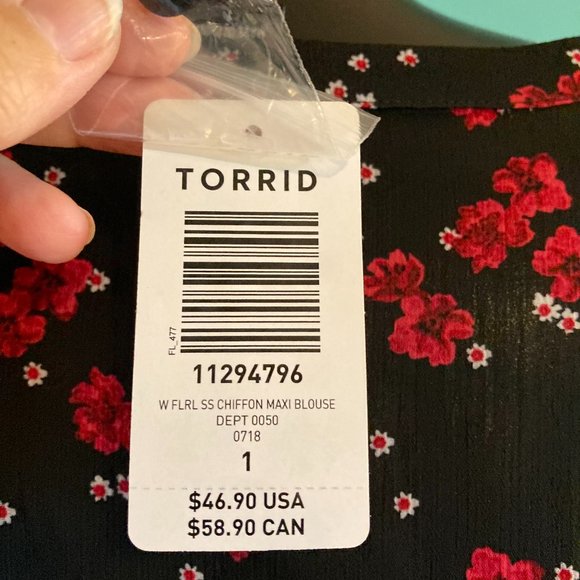 TORRID
FL_477
11294796
W FLRL SS CHIFFON MAXI BLOUSE
DEPT 0050
0718
1
$46.90 USA
$58.90 CAN